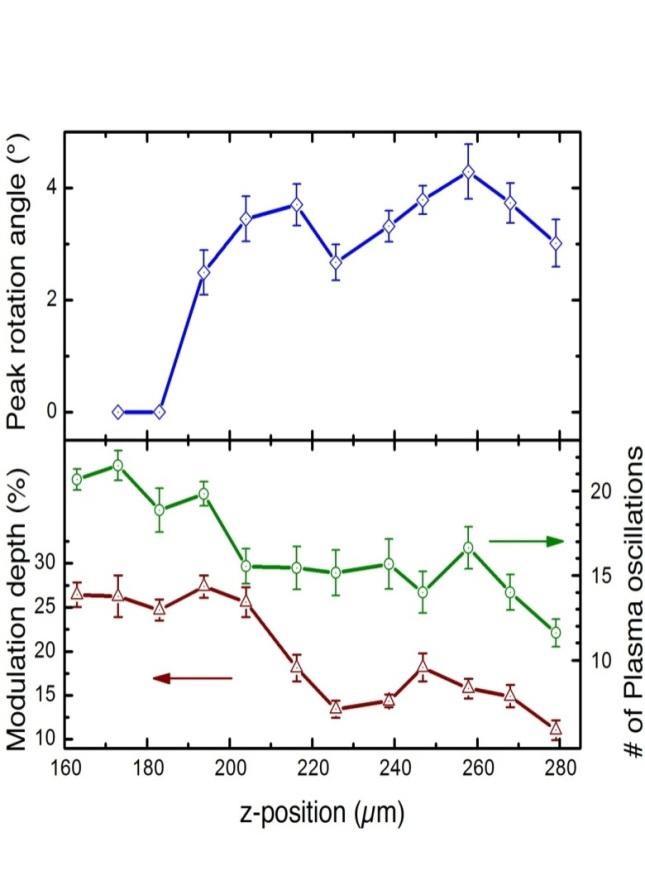 Peak rotation angle (°)
4
2
0
Modulation depth (%)
30
25
20
15
10
20
15
10
# of Plasma oscillations
160 180 200 220 240 260 280
z-position (µm)